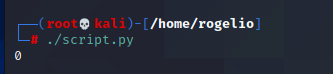 ┌──(root💀kali)-[/home/rogelio]
└─# ./script.py
0